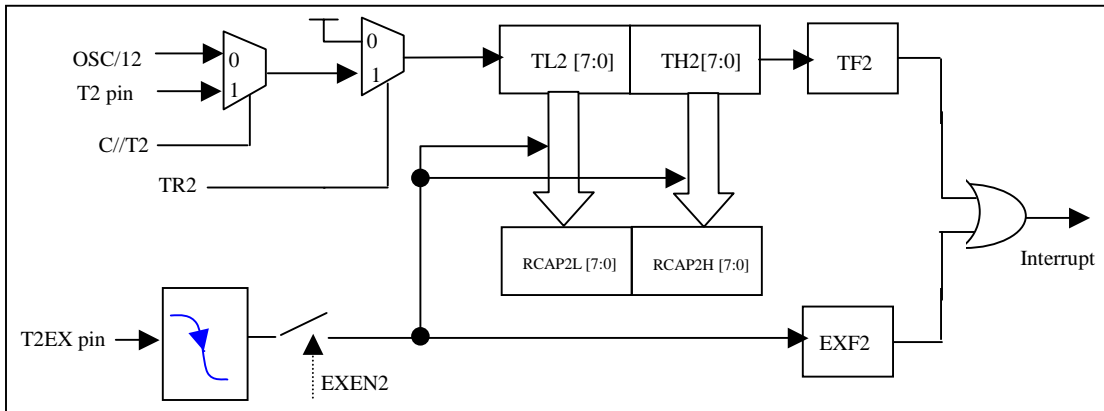 OSC/12
T2 pin
C//T2
TR2
0
1
0
1
TL2 [7:0]
TH2[7:0]
TF2
RCAP2L [7:0]
RCAP2H [7:0]
Interrupt
T2EX pin
EXEN2
EXF2